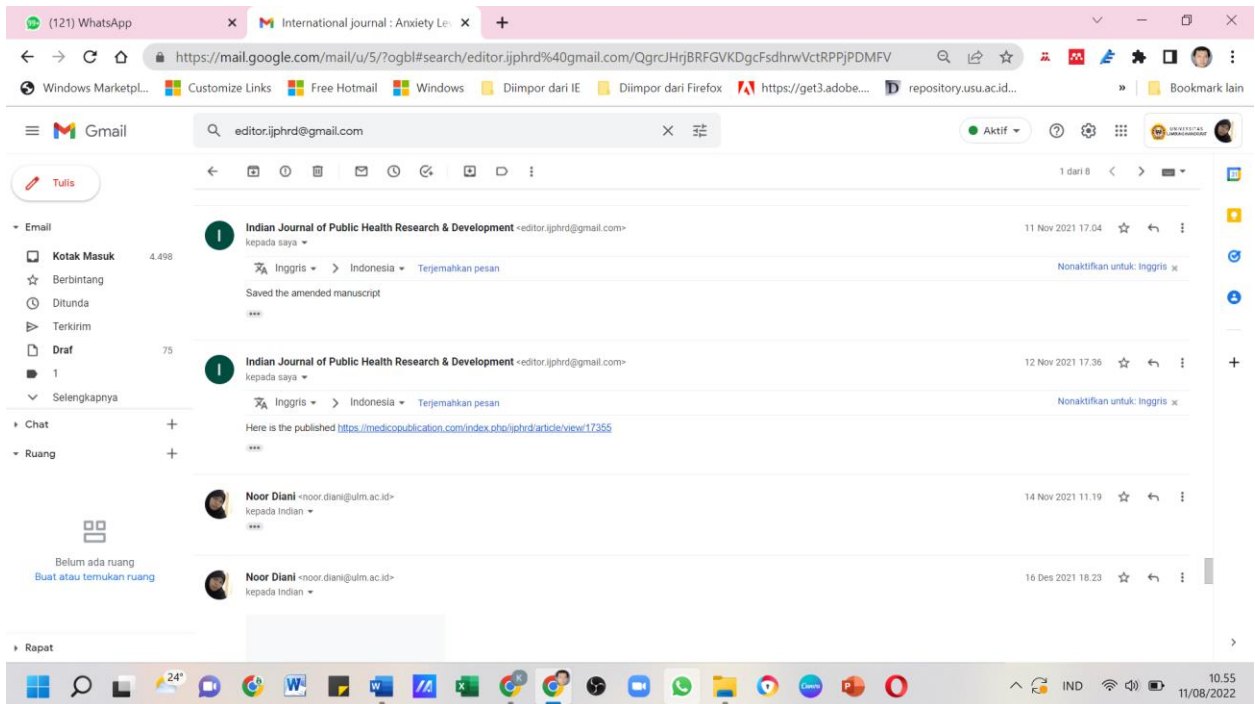 (121) WhatsApp
International journal : Anxiety Lev
https://mail.google.com/mail/u/5/?ogbl#search/editor.ijphrd%40gmail.com/QgrcJHrjBRFGVKDgcFsdhrwVctRPPjPDMFV
Windows Marketpl... Customize Links Free Hotmail Windows Diimpor dari IE Diimpor dari Firefox https://get3.adobe.... repository.usu.ac.id... » Bookmark lain
Gmail
editor.ijphrd@gmail.com
Aktif
Tulis
1 dari 8
Email
Kotak Masuk 4.498
Berbintang
Ditunda
Terkirim
Draf 75
1
Selengkapnya
Chat
Ruang
Belum ada ruang
Buat atau temukan ruang
Rapat
I
Indian Journal of Public Health Research & Development <editor.ijphrd@gmail.com>
11 Nov 2021 17.04
kepada saya
Inggris > Indonesia Terjemahkan pesan
Nonaktifkan untuk: Inggris x
Saved the amended manuscript
I
Indian Journal of Public Health Research & Development <editor.ijphrd@gmail.com>
12 Nov 2021 17.36
kepada saya
Inggris > Indonesia Terjemahkan pesan
Nonaktifkan untuk: Inggris x
Here is the published https://medicopublication.com/index.php/ijphrd/article/view/17355
Noor Diani <noor.diani@ulm.ac.id>
14 Nov 2021 11.19
kepada Indian
Noor Diani <noor.diani@ulm.ac.id>
16 Des 2021 18.23
kepada Indian
24°
IND
10.55
11/08/2022